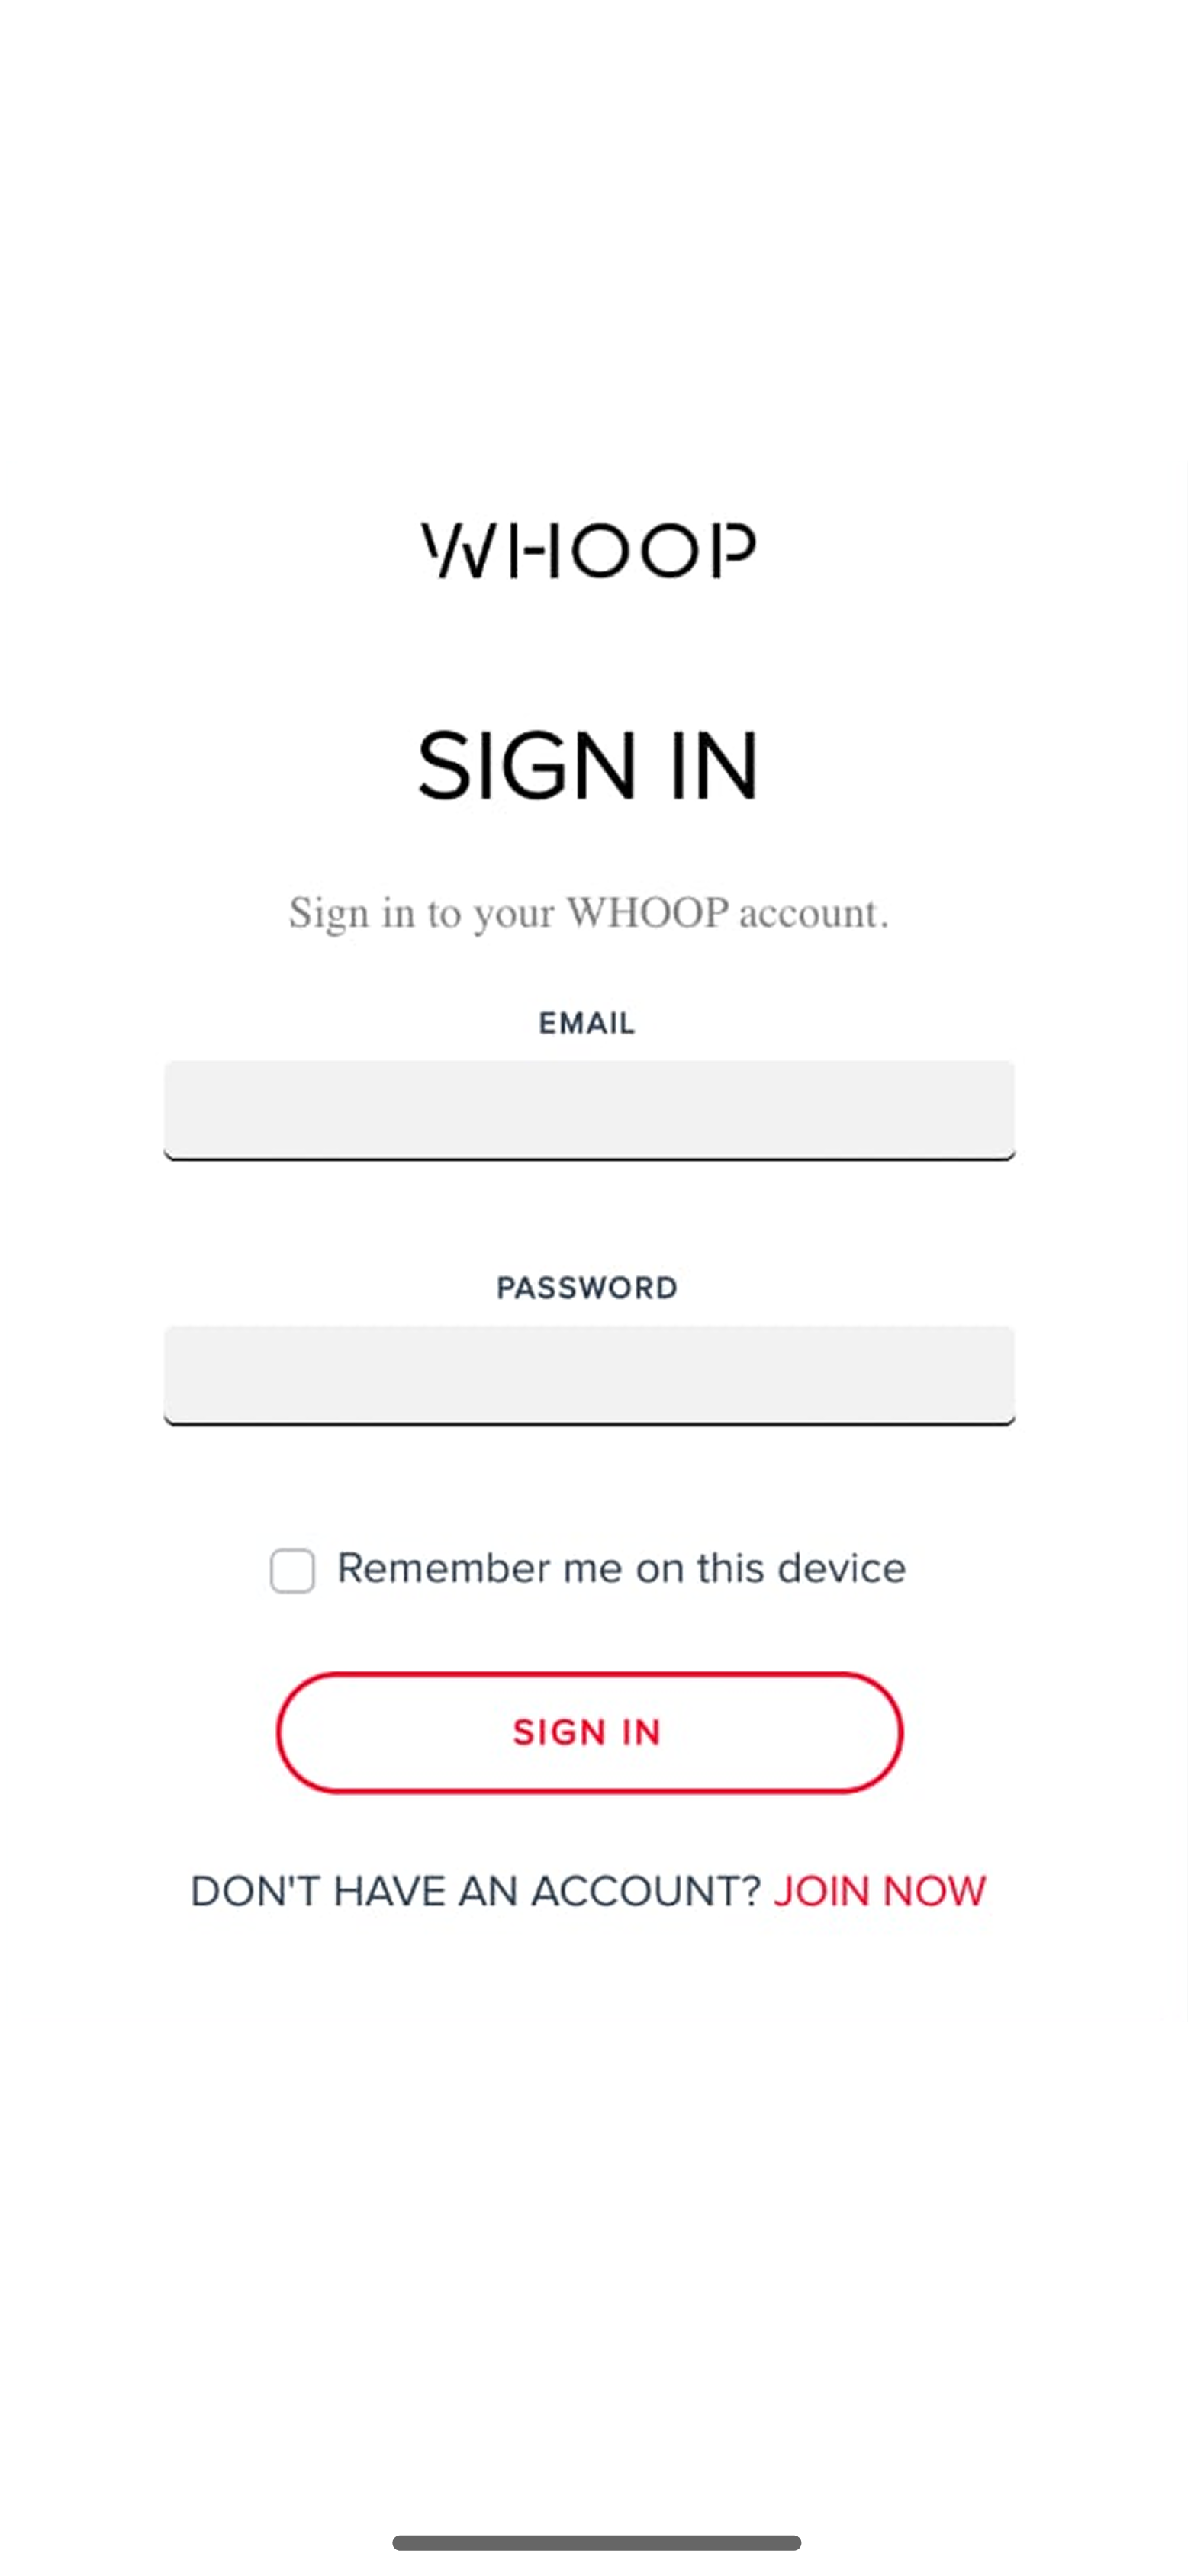 WHOOP
SIGN IN
Sign in to your WHOOP account.
EMAIL
PASSWORD
Remember me on this device
SIGN IN
DON'T HAVE AN ACCOUNT? JOIN NOW